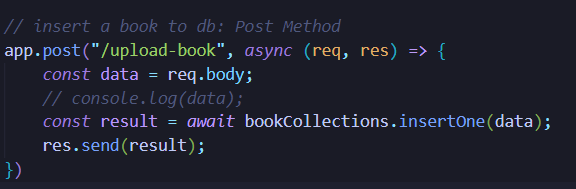 // insert a book to db: Post Method
app.post("/upload-book", async (req, res) => {
    const data = req.body;
    // console.log(data);
    const result = await bookCollections.insertOne(data);
    res.send(result);
})